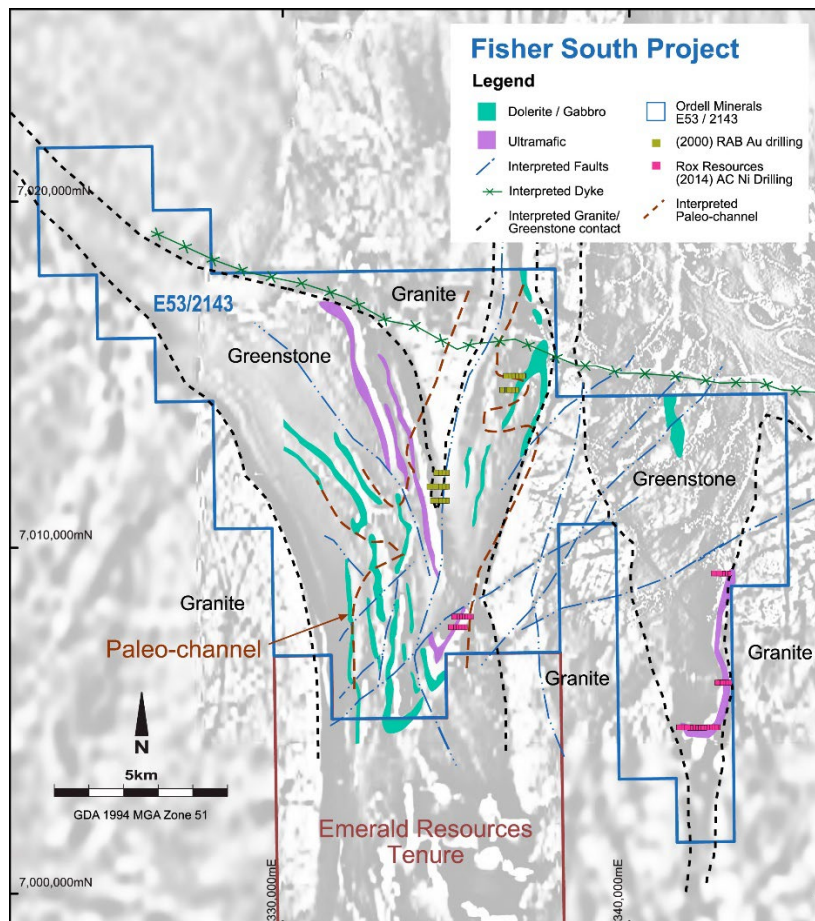 Fisher South Project
Legend
Dolerite / Gabbro
Ultramafic
Interpreted Faults
Interpreted Dyke
Interpreted Granite/
Greenstone contact
Ordell Minerals
E53 / 2143
(2000) RAB Au drilling
Rox Resources
(2014) AC Ni Drilling
Interpreted
Paleo-channel
7,020,000mN
E53/2143
Granite
Greenstone
Greenstone
7,010,000mN
Granite
Paleo-channel
Granite
Granite
N
5km
GDA 1994 MGA Zone 51
Emerald Resources
Tenure
7,000,000mN
330,000mE
340,000mE